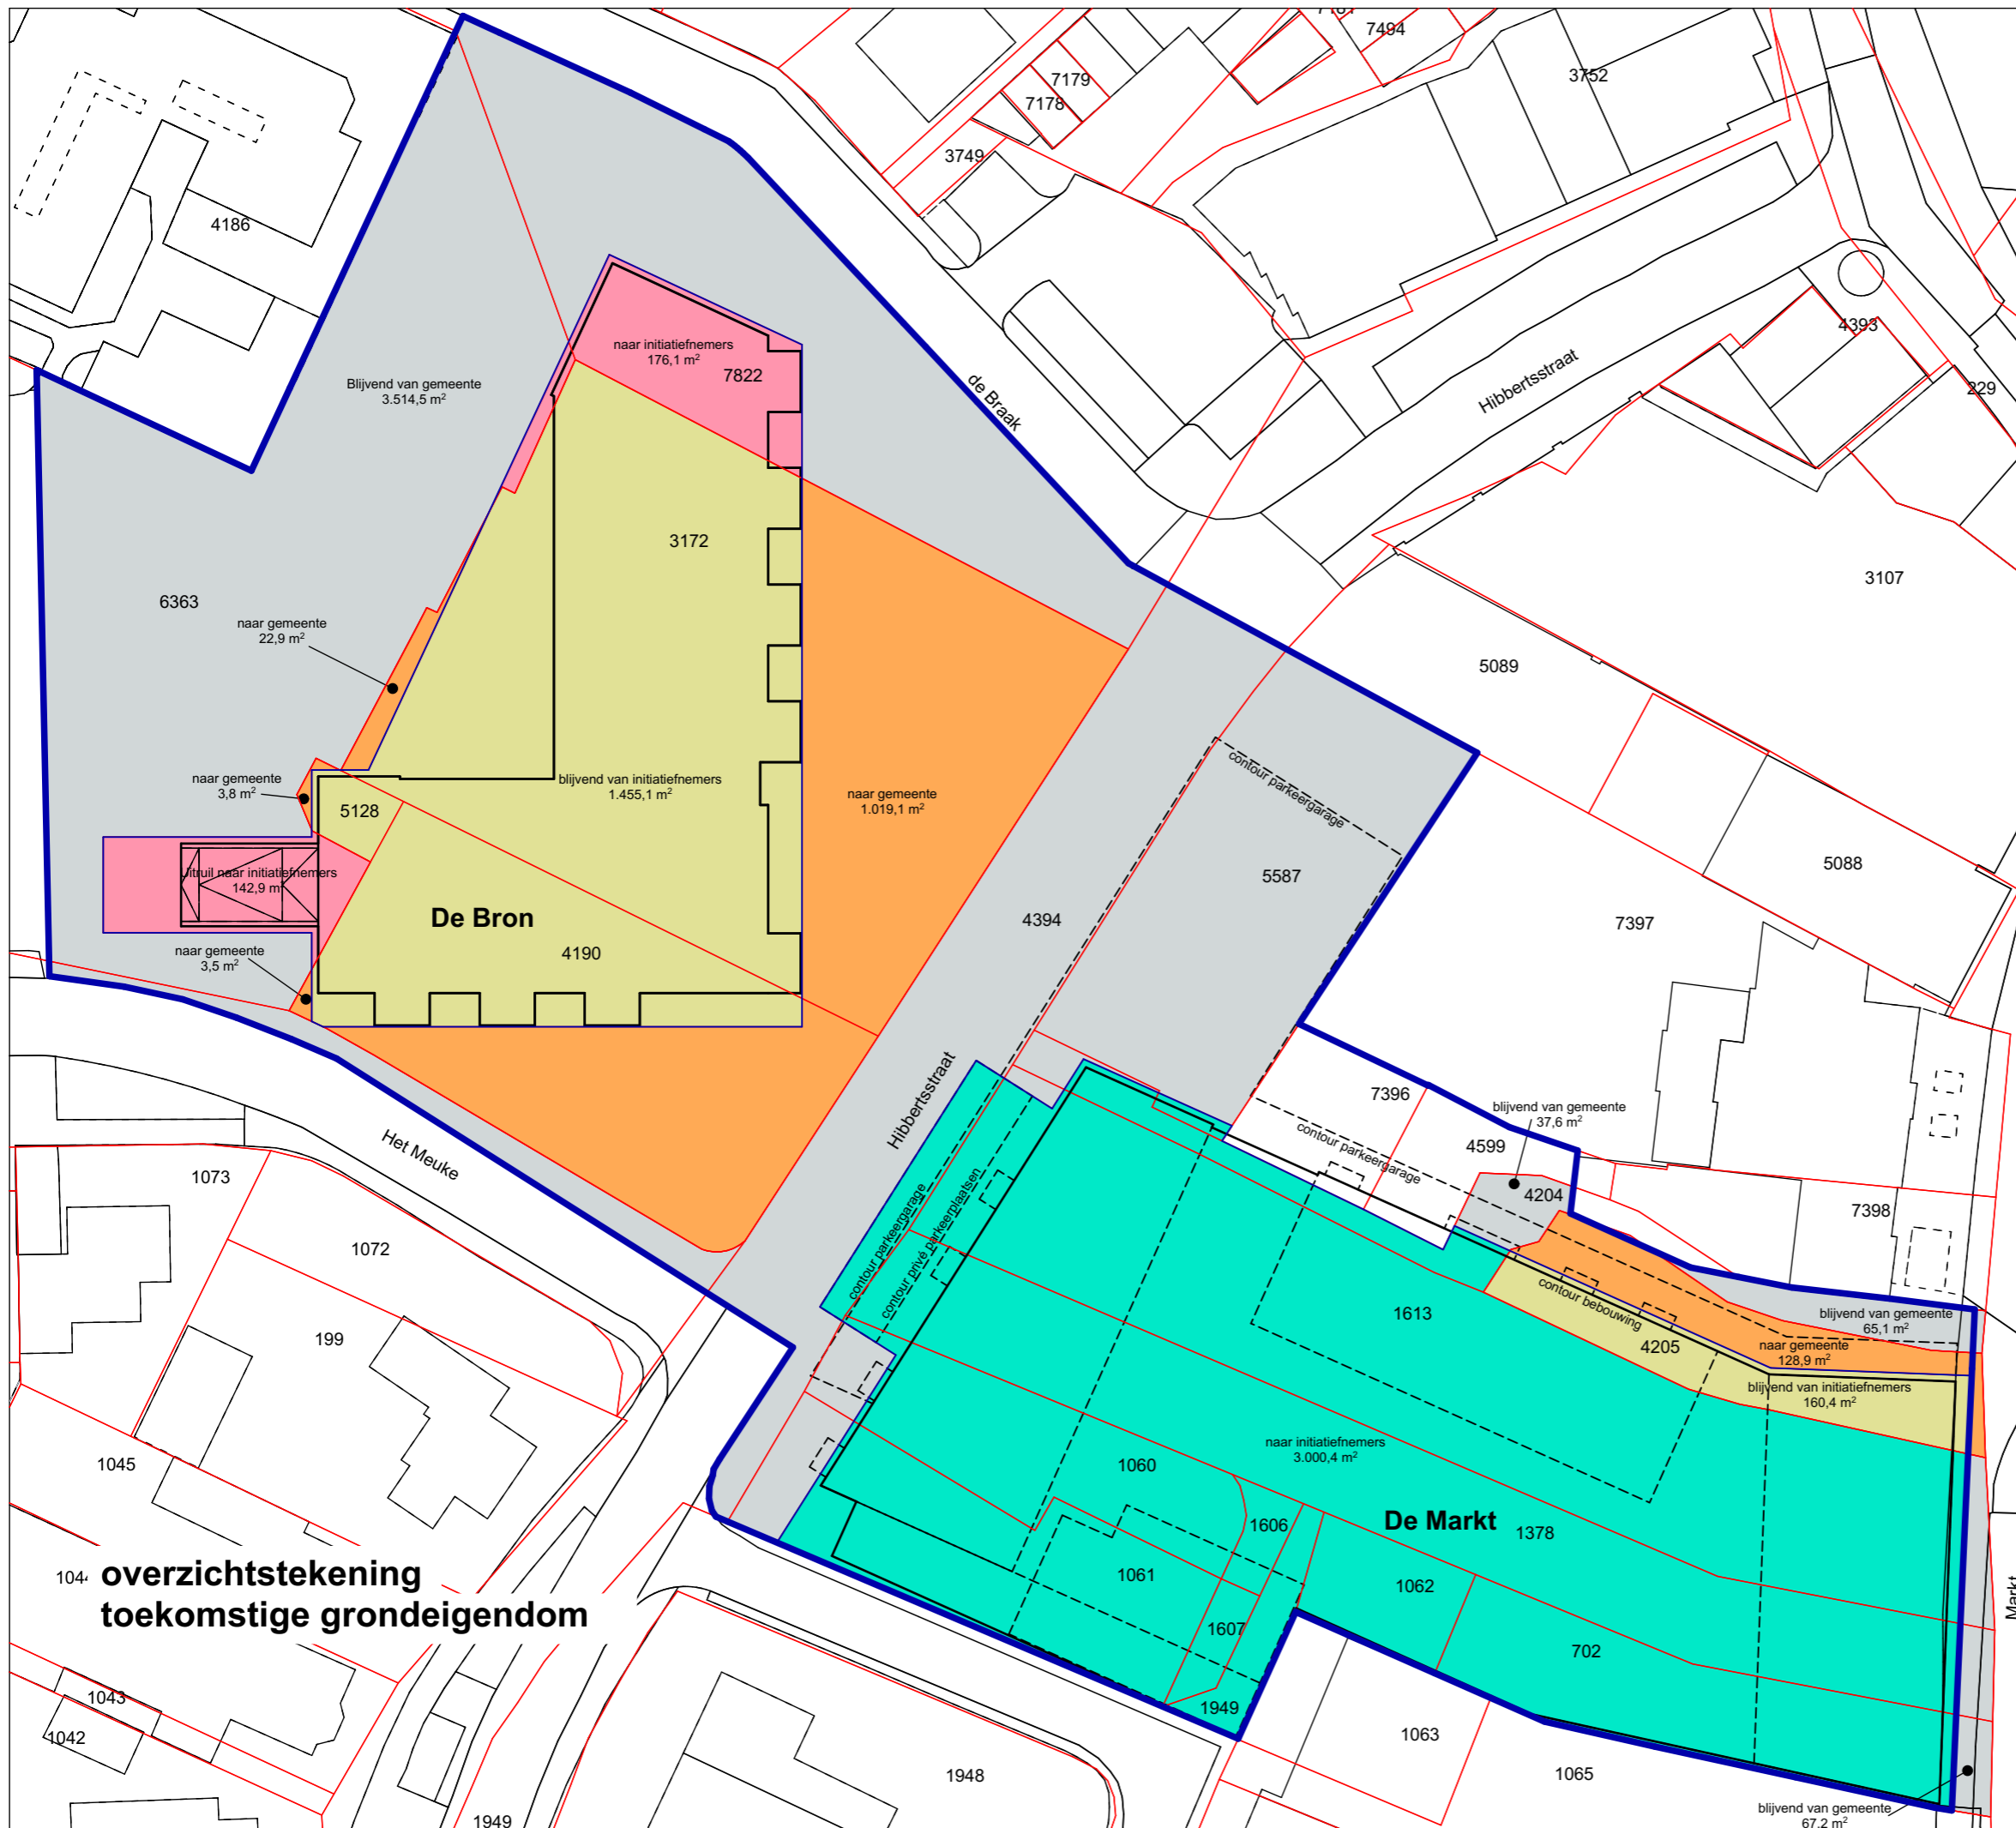 7494
3752
7179
7178
3749
4186
4393
229
naar initiatiefnemers
176,1 m²
7822
Blijvend van gemeente
3.514,5 m²
de Braak
Hibbertsstraat
3172
3107
6363
naar gemeente
22,9 m²
5089
naar gemeente
3,8 m²
5128
blijvend van initiatiefnemers
1.455,1 m²
naar gemeente
1.019,1 m²
contour parkeergarage
5088
5587
7397
4394
naar initiatiefnemers
142,9 m²
De Bron
4190
naar gemeente
3,5 m²
Hibbertsstraat
Het Meuke
7396
blijvend van gemeente
37,6 m²
4599
contour parkeergarage
4204
7398
1073
1072
199
contour parkeergarage
contour privé parkeerplaatsen
1613
contour bebouwing
4205
blijvend van gemeente
65,1 m²
naar gemeente
128,9 m²
blijvend van initiatiefnemers
160,4 m²
1045
1060
naar initiatiefnemers
3.000,4 m²
1606
De Markt
1378
overzichtstekening
toekomstige grondeigendom
1061
1062
1607
702
Markt
1949
1043
1042
1063
1065
1948
1949
blijvend van gemeente
67,2 m²